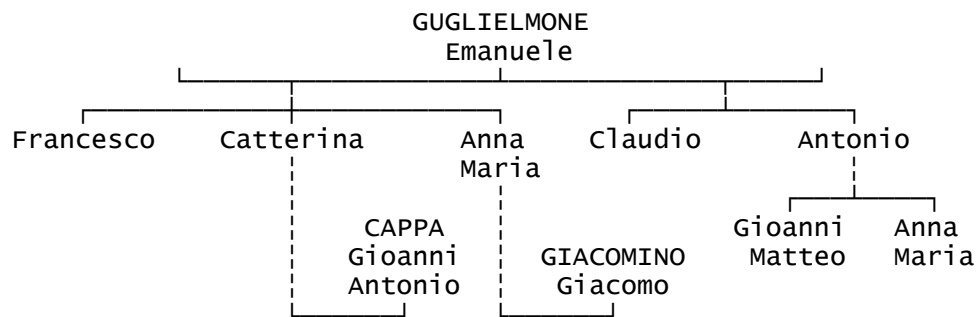 GUGLIELMONE
Emanuele
Francesco Catterina Anna Maria Claudio Antonio
CAPPA Gioanni Antonio
GIACOMINO Giacomo
Gioanni Matteo
Anna Maria